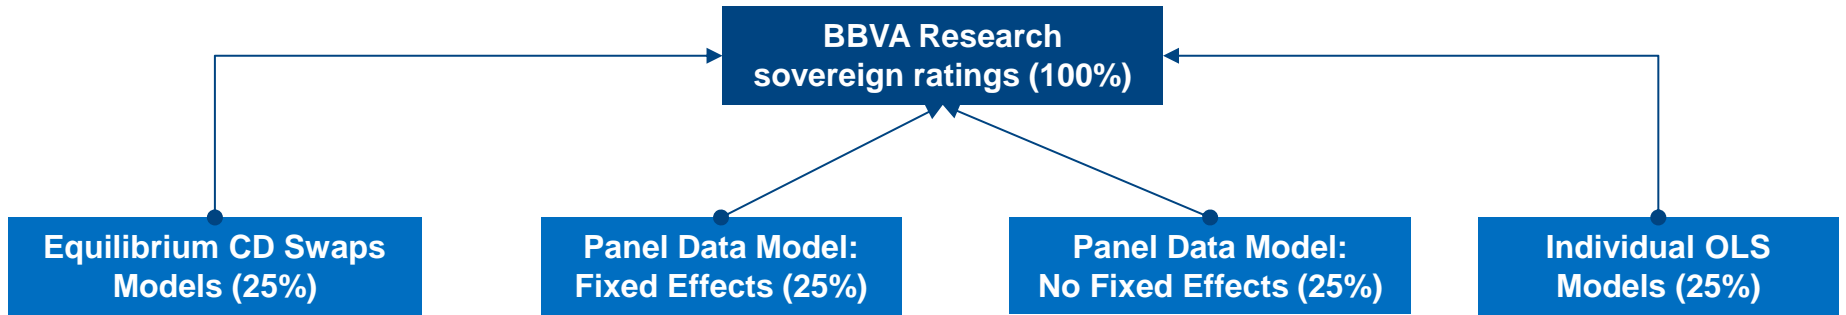 BBVA Research
sovereign ratings (100%)
Equilibrium CD Swaps
Models (25%)
Panel Data Model:
Fixed Effects (25%)
Panel Data Model:
No Fixed Effects (25%)
Individual OLS
Models (25%)